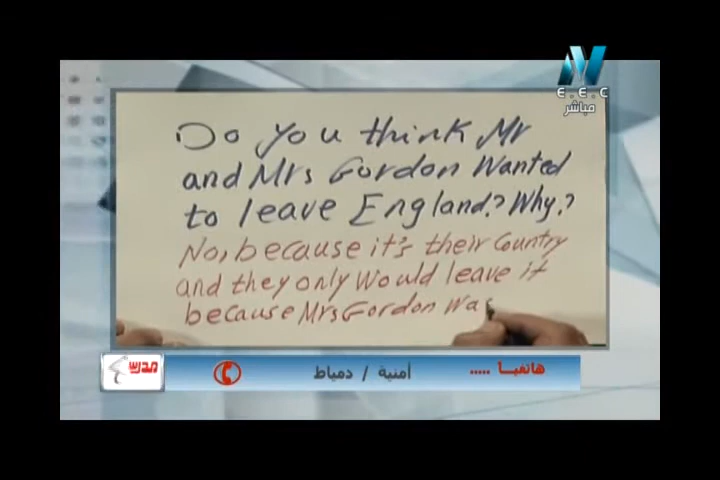 E.E.C
مباشر
Do you think Mr
and Mrs Gordon Wanted
to leave England? Why?
No, because it's their Country
and they only Would leave it
because Mrs Gordon Was
مدرس
أمنية / دمياط
هاتفيا .....